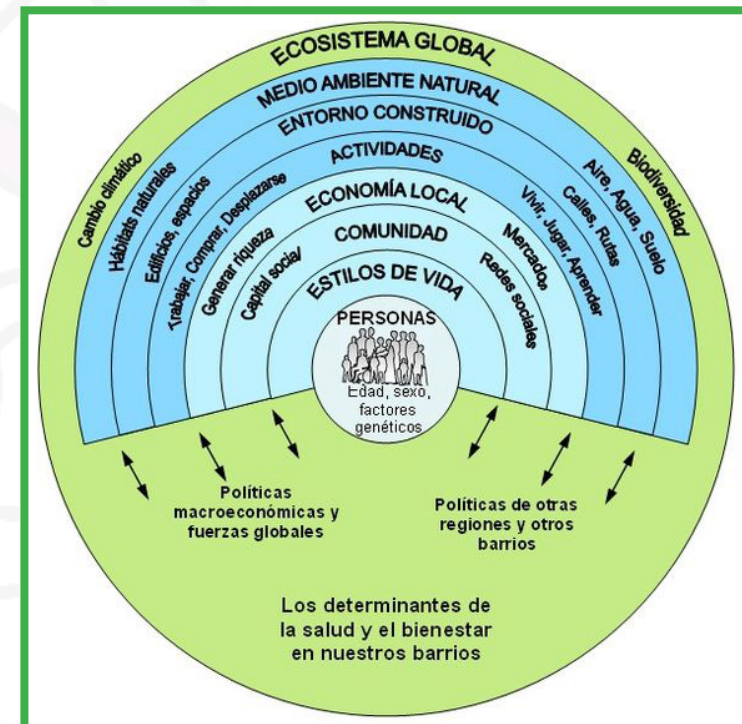 ECOSISTEMA GLOBAL
MEDIO AMBIENTE NATURAL
ENTORNO CONSTRUIDO
ACTIVIDADES
ECONOMÍA LOCAL
COMUNIDAD
ESTILOS DE VIDA
PERSONAS
Edad, sexo,
factores
genéticos
Cambio climático
Hábitats naturales
Edificios, espacios
Trabajar, Comprar, Desplazarse
Generar riqueza
Capital social
Biodiversidad
Aire, Agua, Suelo
Calles, Rutas
Vivir, Jugar, Aprender
Mercados
Redes sociales
Políticas
macroeconómicas y
fuerzas globales
Políticas de otras
regiones y otros
barrios
Los determinantes de
la salud y el bienestar
en nuestros barrios